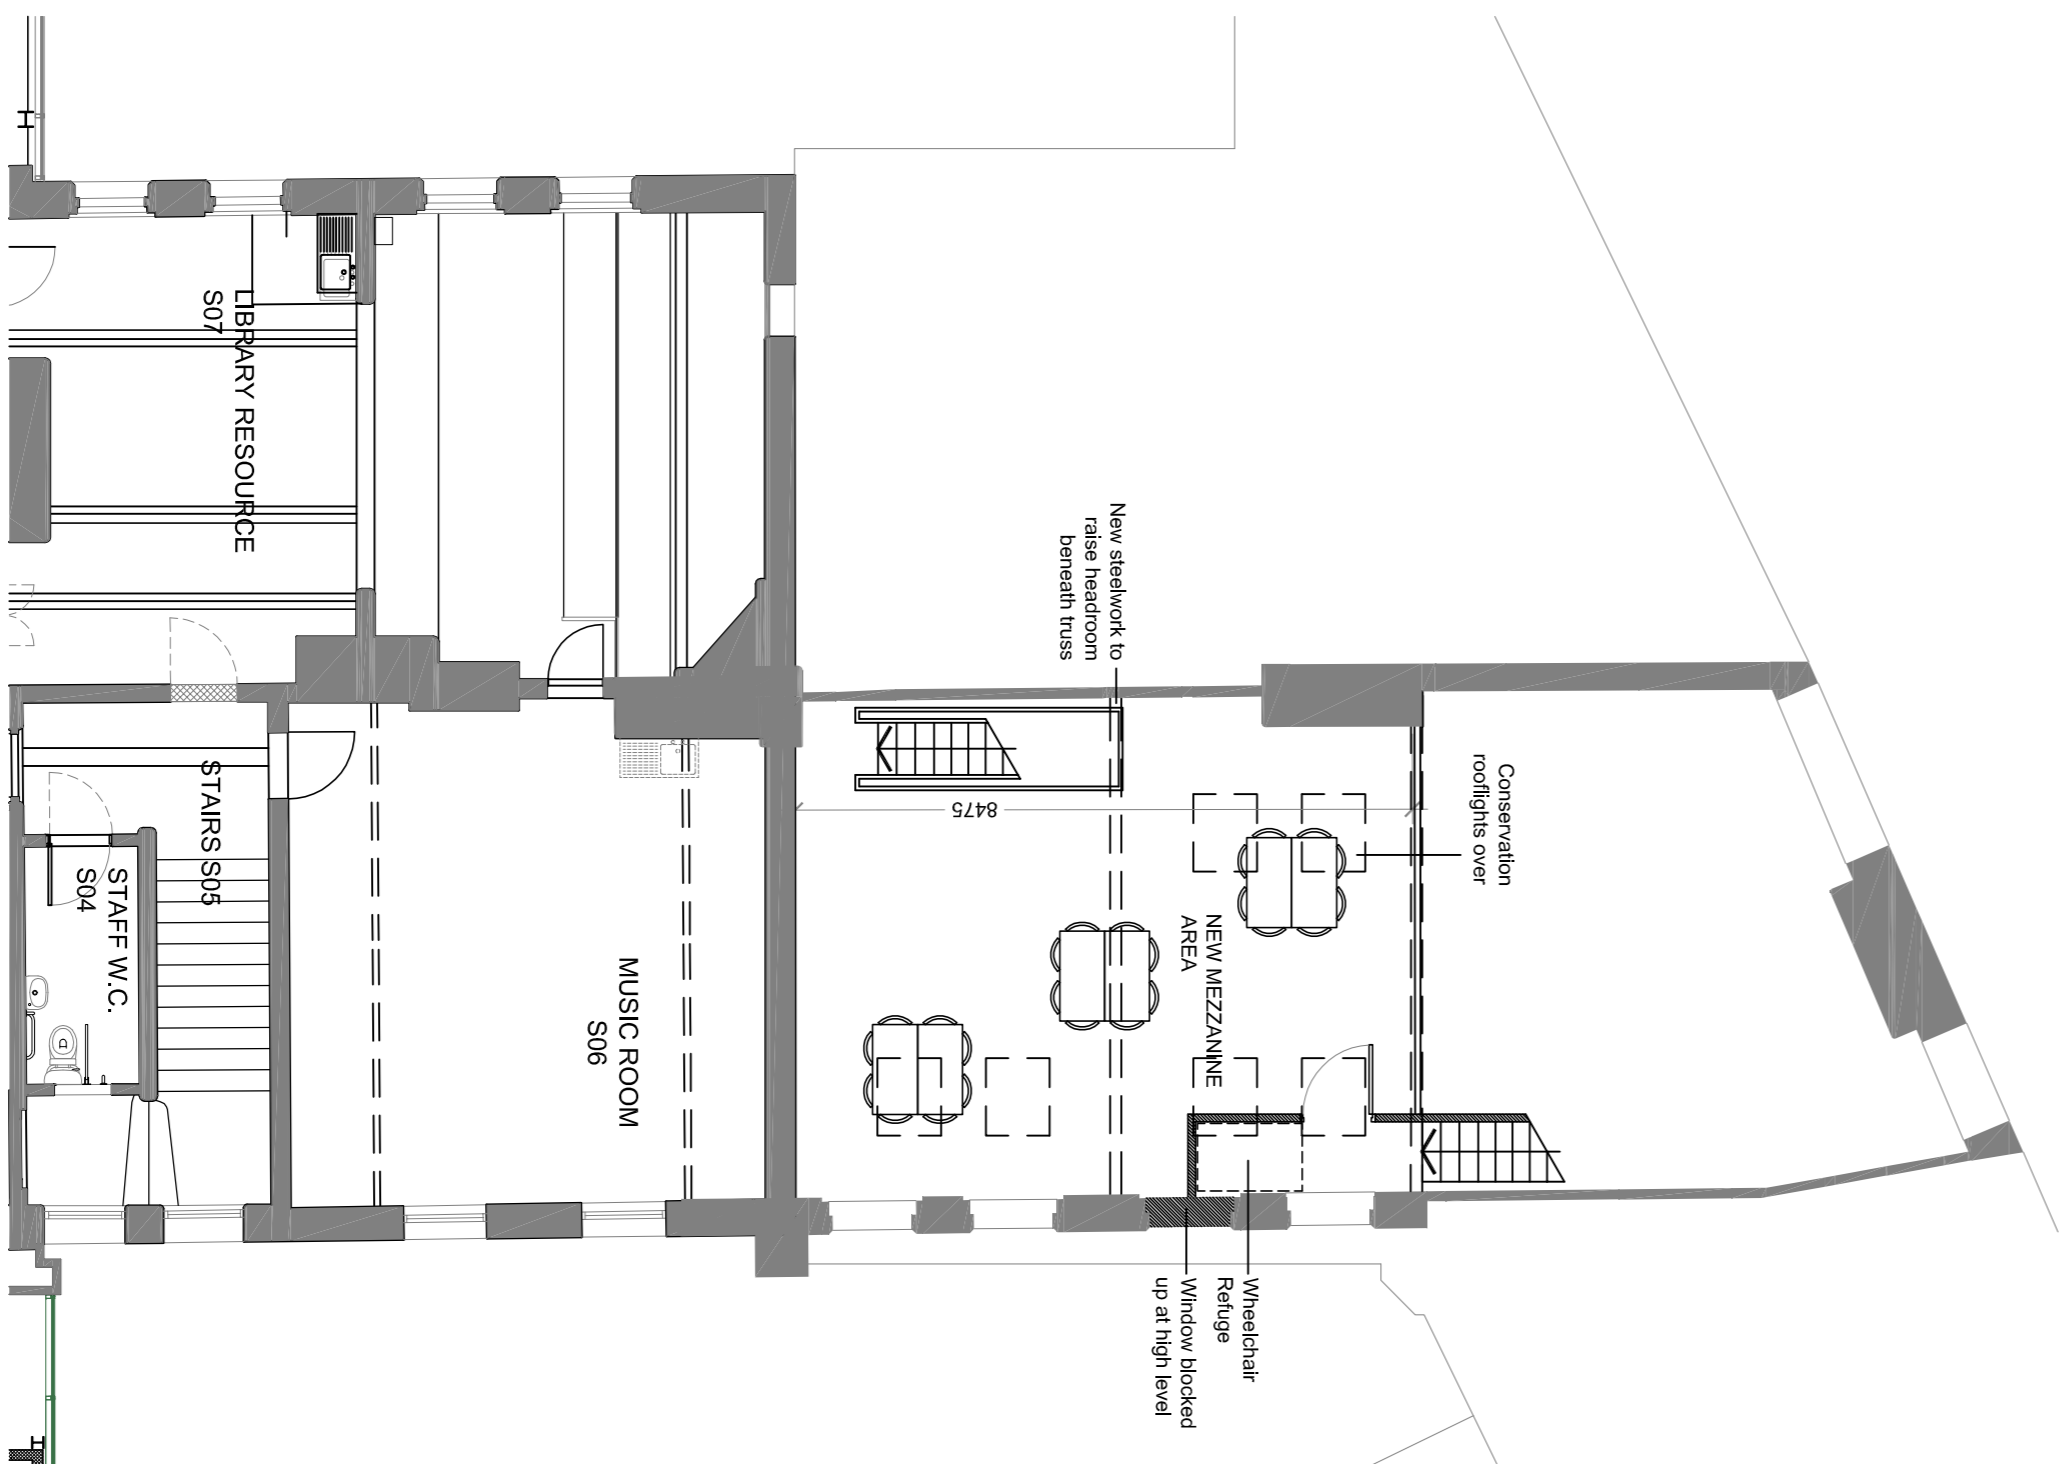 LIBRARY RESOURCE
S07
STAIRS S05
STAFF W.C.
S04
MUSIC ROOM
S06
New steelwork to
raise headroom
beneath truss
8475
Conservation
rooflights over
NEW MEZZANINE
AREA
Wheelchair
Refuge
Window blocked
up at high level